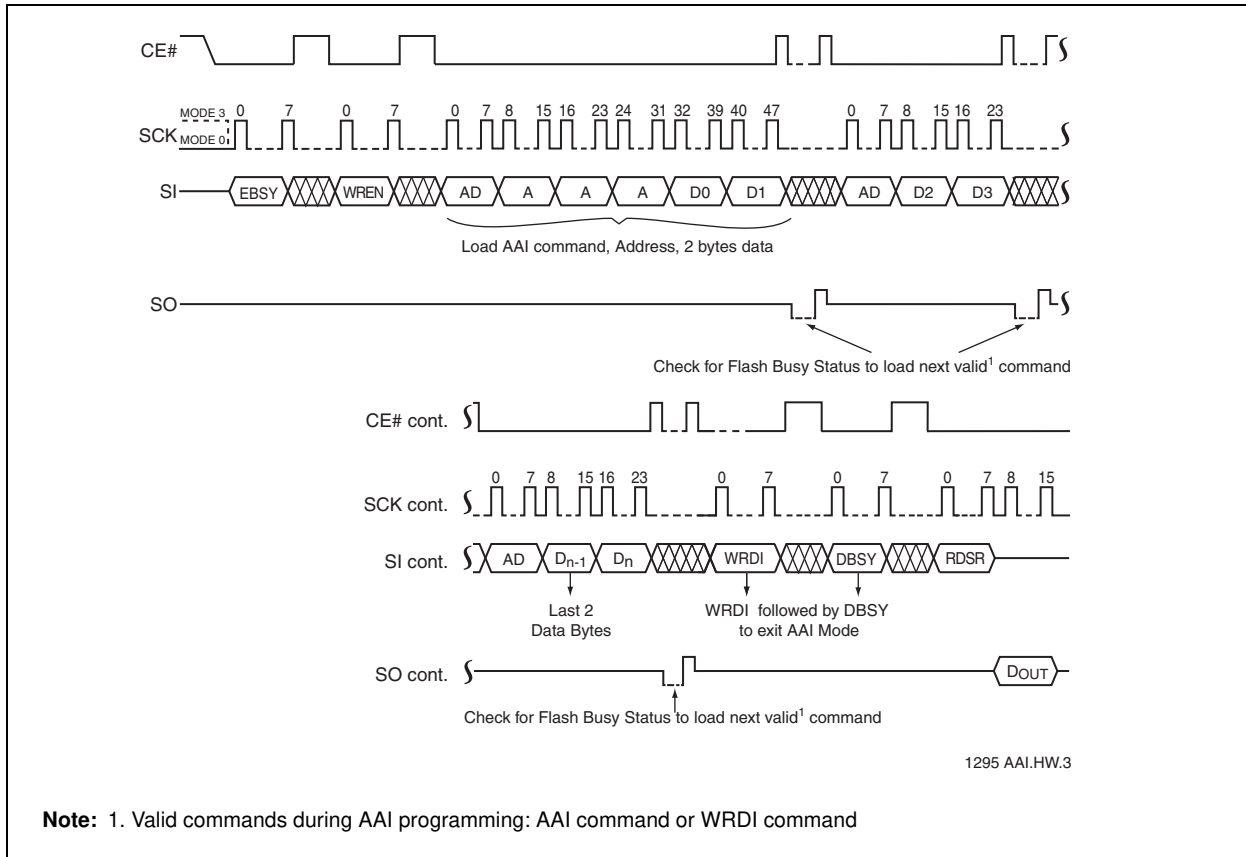 CE#
MODE 3 0 7 0 7 0 7 8 15 16 23 24 31 32 39 40 47 0 7 8 15 16 23
SCK MODE 0
SI EBSY WREN AD A A A D0 D1 AD D2 D3
Load AAI command, Address, 2 bytes data
SO
Check for Flash Busy Status to load next valid1 command
CE# cont.
0 7 8 15 16 23 0 7 0 7 0 7 8 15
SCK cont.
SI cont. AD Dn-1 Dn WRDI DBSY RDSR
Last 2 WRDI followed by DBSY
Data Bytes to exit AAI Mode
SO cont. DOUT
Check for Flash Busy Status to load next valid1 command
1295 AAI.HW.3
Note: 1. Valid commands during AAI programming: AAI command or WRDI command